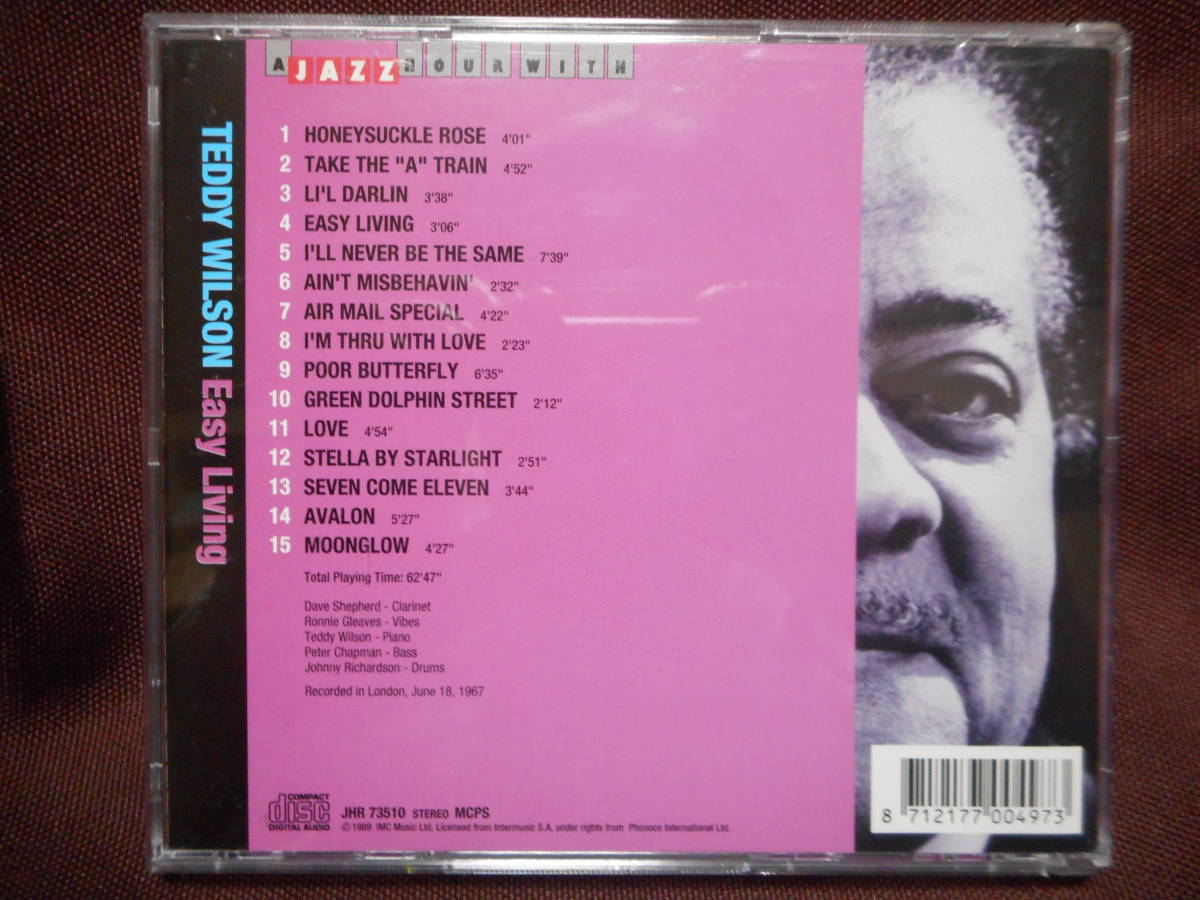 A JAZZ HOUR WITH
TEDDY WILSON Easy Living
1 HONEYSUCKLE ROSE 4'01"
2 TAKE THE "A" TRAIN 4'52"
3 LI'L DARLIN 3'38"
4 EASY LIVING 3'06"
5 I'LL NEVER BE THE SAME 7'39"
6 AIN'T MISBEHAVIN' 2'32"
7 AIR MAIL SPECIAL 4'22"
8 I'M THRU WITH LOVE 2'23"
9 POOR BUTTERFLY 6'35"
10 GREEN DOLPHIN STREET 2'12"
11 LOVE 4'54"
12 STELLA BY STARLIGHT 2'51"
13 SEVEN COME ELEVEN 3'44"
14 AVALON 5'27"
15 MOONGLOW 4'27"
Total Playing Time: 62'47"
Dave Shepherd - Clarinet
Ronnie Gleaves - Vibes
Teddy Wilson - Piano
Peter Chapman - Bass
Johnny Richardson - Drums
Recorded in London, June 18, 1967
COMPACT
disc
DIGITAL AUDIO
JHR 73510 STEREO MCPS
© 1989 IMC Music Ltd. Licensed from Intermusic S.A. under rights from Phonoco International Ltd.
8 712177 004973